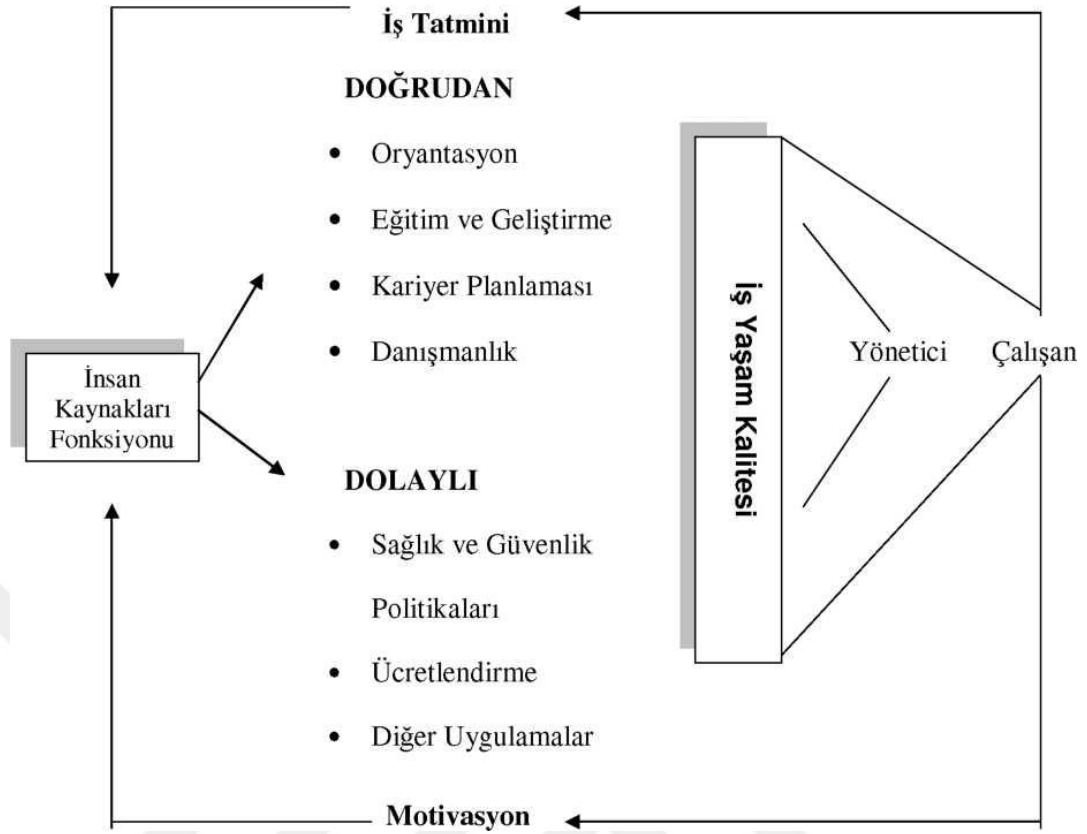 İş Tatmini
DOĞRUDAN
• Oryantasyon
• Eğitim ve Geliştirme
• Kariyer Planlaması
• Danışmanlık
İnsan
Kaynakları
Fonksiyonu
DOLAYLI
• Sağlık ve Güvenlik
Politikaları
• Ücretlendirme
• Diğer Uygulamalar
Motivasyon
İş Yaşam Kalitesi
Yönetici
Çalışan